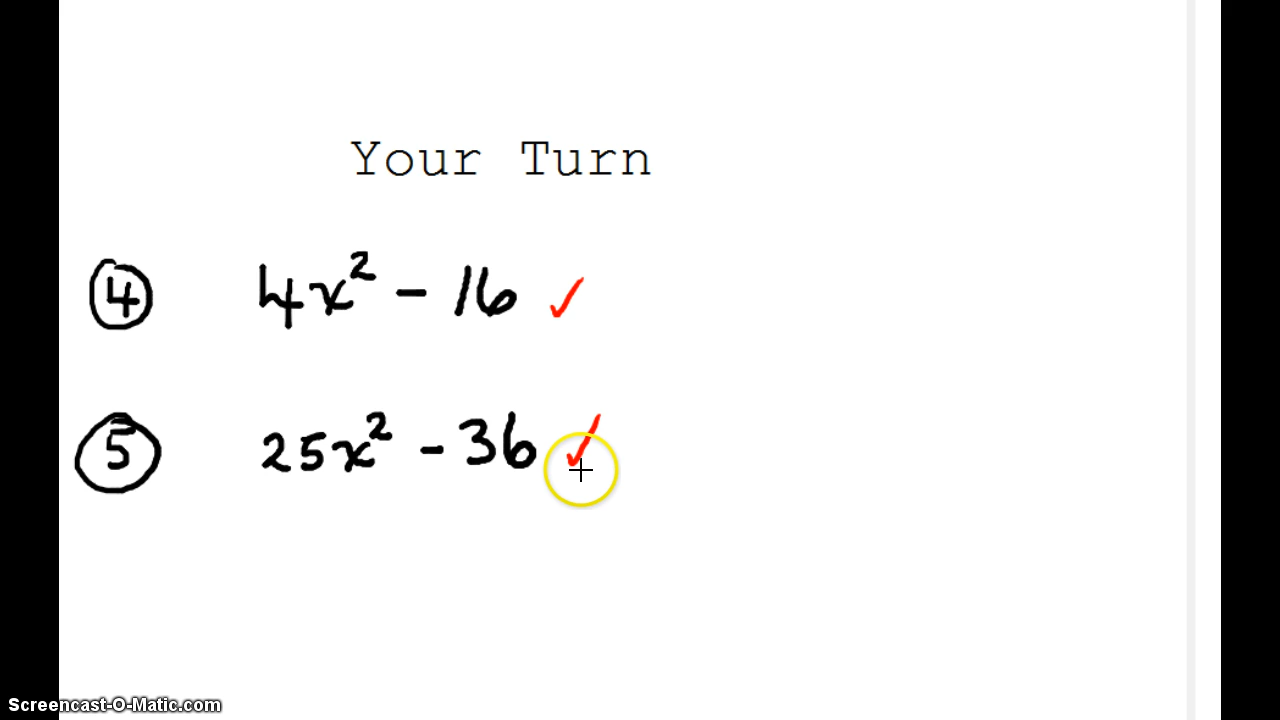 Your Turn
④ 4x² - 16 ✓
⑤ 25x² - 36 ✓
Screencast-O-Matic.com